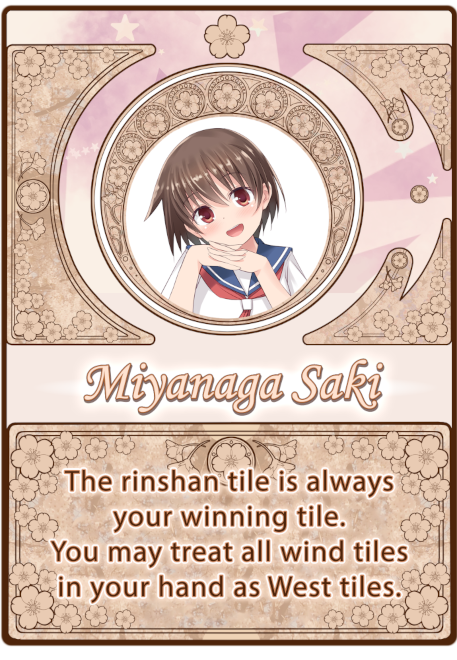 Miyanaga Saki
The rinshan tile is always
your winning tile.
You may treat all wind tiles
in your hand as West tiles.